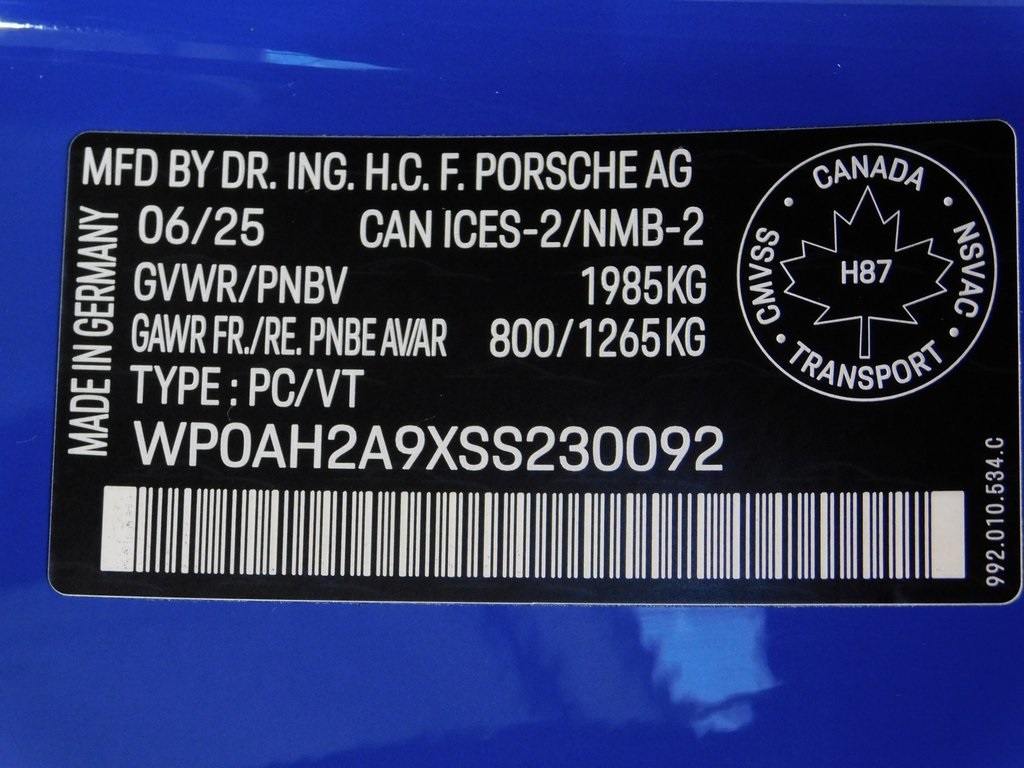 MFD BY DR. ING. H.C. F. PORSCHE AG
06/25 CAN ICES-2/NMB-2
GVWR/PNBV 1985KG
GAWR FR./RE. PNBE AV/AR 800/1265KG
TYPE : PC/VT
WP0AH2A9XSS230092
MADE IN GERMANY
CANADA
CMVSS
NSVAC
H87
TRANSPORT
992.010.534.C